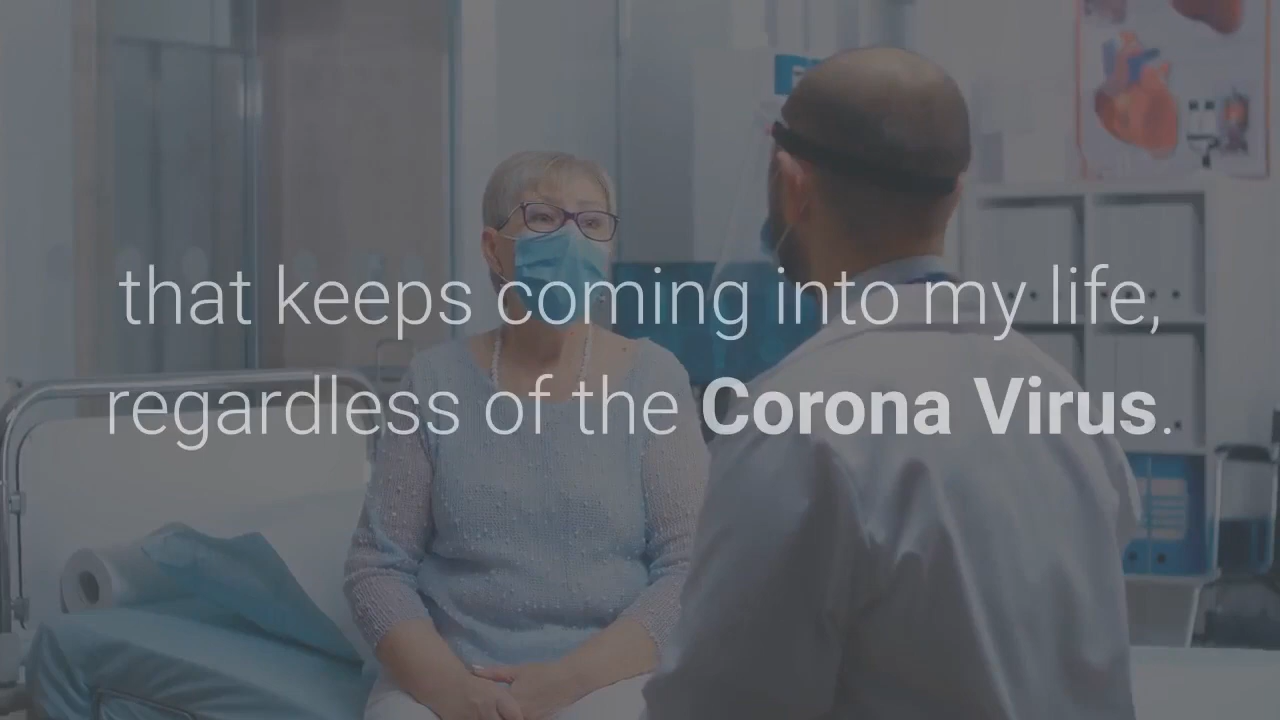 that keeps coming into my life,
regardless of the Corona Virus.